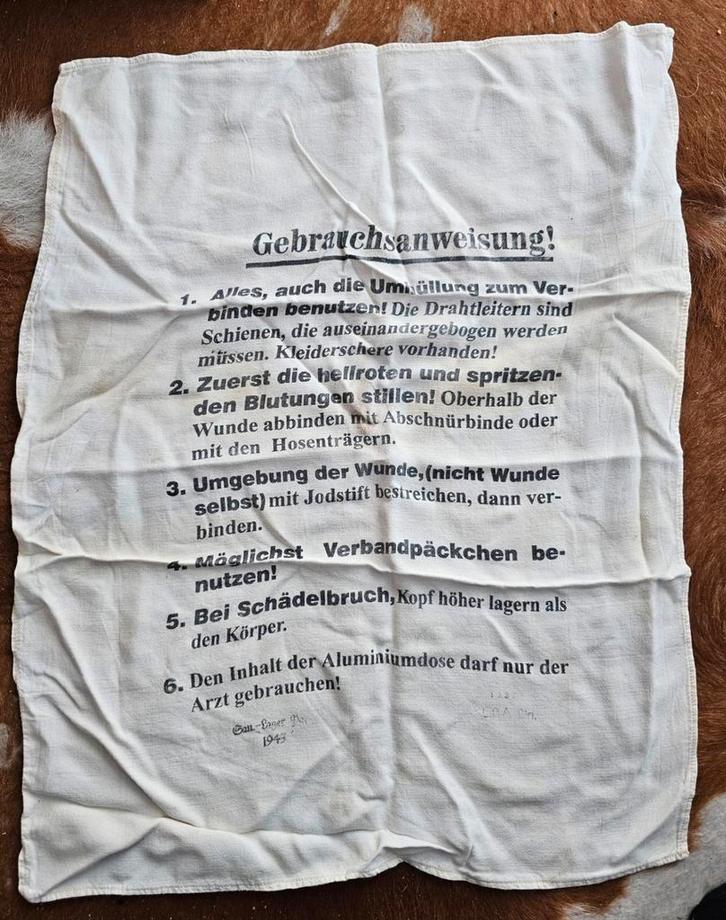 Gebrauchsanweisung!
1. Alles, auch die Umhüllung zum Ver-
binden benutzen! Die Drahtleitern sind
Schienen, die auseinandergebogen werden
müssen. Kleiderschere vorhanden!
2. Zuerst die hellroten und spritzen-
den Blutungen stillen! Oberhalb der
Wunde abbinden mit Abschnürbinde oder
mit den Hosenträgern.
3. Umgebung der Wunde,(nicht Wunde
selbst) mit Jodstift bestreichen, dann ver-
binden.
4. Möglichst Verbandpäckchen be-
nutzen!
5. Bei Schädelbruch, Kopf höher lagern als
den Körper.
6. Den Inhalt der Aluminiumdose darf nur der
Arzt gebrauchen!
1943